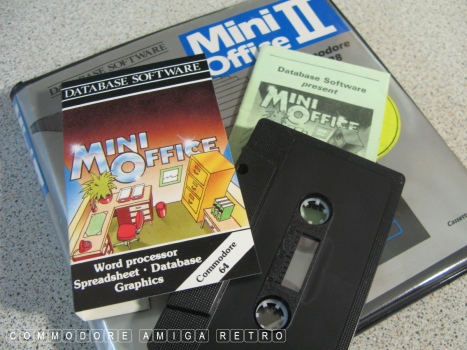 Mini
Office II
DATABASE SOFTWARE
Commodore
DATABASE SOFTWARE
MINI
OFFICE
Word processor
Spreadsheet · Database
Graphics
Commodore
64
Database Software
present
MINI
OFFICE
COMMODORE AMIGA RETRO